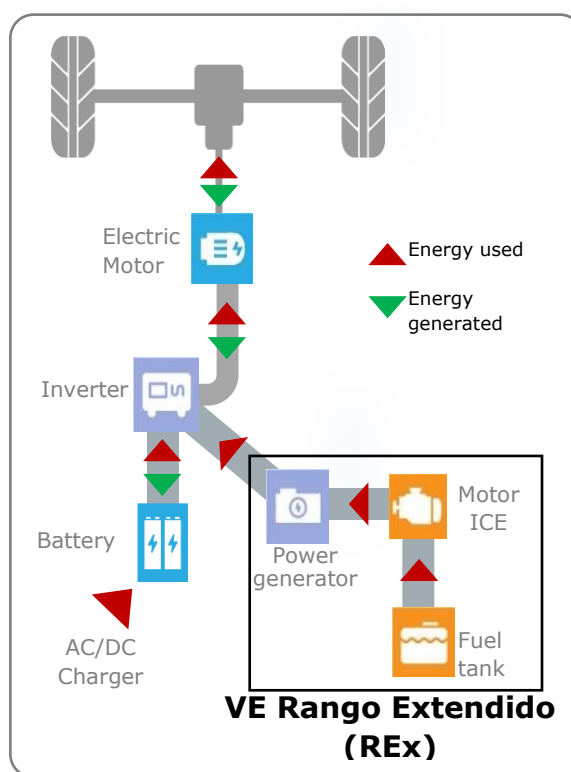 Electric
Motor
Energy used
Energy
generated
Inverter
Battery
Motor
ICE
Power
generator
Fuel
tank
AC/DC
Charger
VE Rango Extendido
(REx)